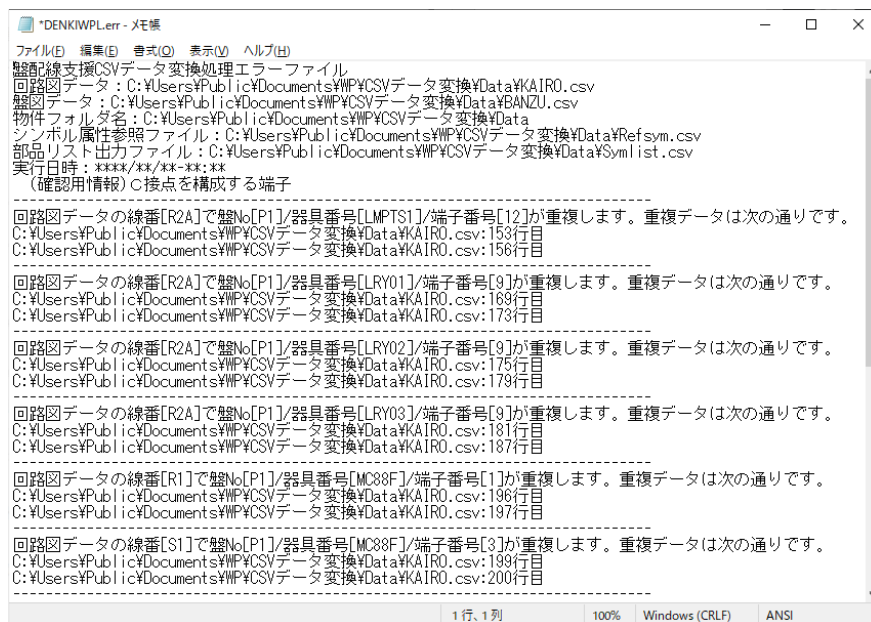 *DENKIWPL.err - メモ帳
ファイル(F) 編集(E) 書式(O) 表示(V) ヘルプ(H)
盤配線支援CSVデータ変換処理エラーファイル
回路図データ：C:¥Users¥Public¥Documents¥WP¥CSVデータ変換¥Data¥KAIRO.csv
盤図データ：C:¥Users¥Public¥Documents¥WP¥CSVデータ変換¥Data¥BANZU.csv
物件フォルダ名：C:¥Users¥Public¥Documents¥WP¥CSVデータ変換¥Data
シンボル属性参照ファイル：C:¥Users¥Public¥Documents¥WP¥CSVデータ変換¥Data¥Refsym.csv
部品リスト出力ファイル：C:¥Users¥Public¥Documents¥WP¥CSVデータ変換¥Data¥Symlist.csv
実行日時：****/**/**-**:**
（確認用情報）C接点を構成する端子
--------------------------------------------------------------------------
回路図データの線番[R2A]で盤No[P1]/器具番号[LMPTS1]/端子番号[12]が重複します。重複データは次の通りです。
C:¥Users¥Public¥Documents¥WP¥CSVデータ変換¥Data¥KAIRO.csv:153行目
C:¥Users¥Public¥Documents¥WP¥CSVデータ変換¥Data¥KAIRO.csv:156行目
--------------------------------------------------------------------------
回路図データの線番[R2A]で盤No[P1]/器具番号[LRY01]/端子番号[9]が重複します。重複データは次の通りです。
C:¥Users¥Public¥Documents¥WP¥CSVデータ変換¥Data¥KAIRO.csv:169行目
C:¥Users¥Public¥Documents¥WP¥CSVデータ変換¥Data¥KAIRO.csv:173行目
--------------------------------------------------------------------------
回路図データの線番[R2A]で盤No[P1]/器具番号[LRY02]/端子番号[9]が重複します。重複データは次の通りです。
C:¥Users¥Public¥Documents¥WP¥CSVデータ変換¥Data¥KAIRO.csv:175行目
C:¥Users¥Public¥Documents¥WP¥CSVデータ変換¥Data¥KAIRO.csv:179行目
--------------------------------------------------------------------------
回路図データの線番[R2A]で盤No[P1]/器具番号[LRY03]/端子番号[9]が重複します。重複データは次の通りです。
C:¥Users¥Public¥Documents¥WP¥CSVデータ変換¥Data¥KAIRO.csv:181行目
C:¥Users¥Public¥Documents¥WP¥CSVデータ変換¥Data¥KAIRO.csv:187行目
--------------------------------------------------------------------------
回路図データの線番[R1]で盤No[P1]/器具番号[MC88F]/端子番号[1]が重複します。重複データは次の通りです。
C:¥Users¥Public¥Documents¥WP¥CSVデータ変換¥Data¥KAIRO.csv:196行目
C:¥Users¥Public¥Documents¥WP¥CSVデータ変換¥Data¥KAIRO.csv:197行目
--------------------------------------------------------------------------
回路図データの線番[S1]で盤No[P1]/器具番号[MC88F]/端子番号[3]が重複します。重複データは次の通りです。
C:¥Users¥Public¥Documents¥WP¥CSVデータ変換¥Data¥KAIRO.csv:199行目
C:¥Users¥Public¥Documents¥WP¥CSVデータ変換¥Data¥KAIRO.csv:200行目
--------------------------------------------------------------------------
1行、1列 100% Windows (CRLF) ANSI